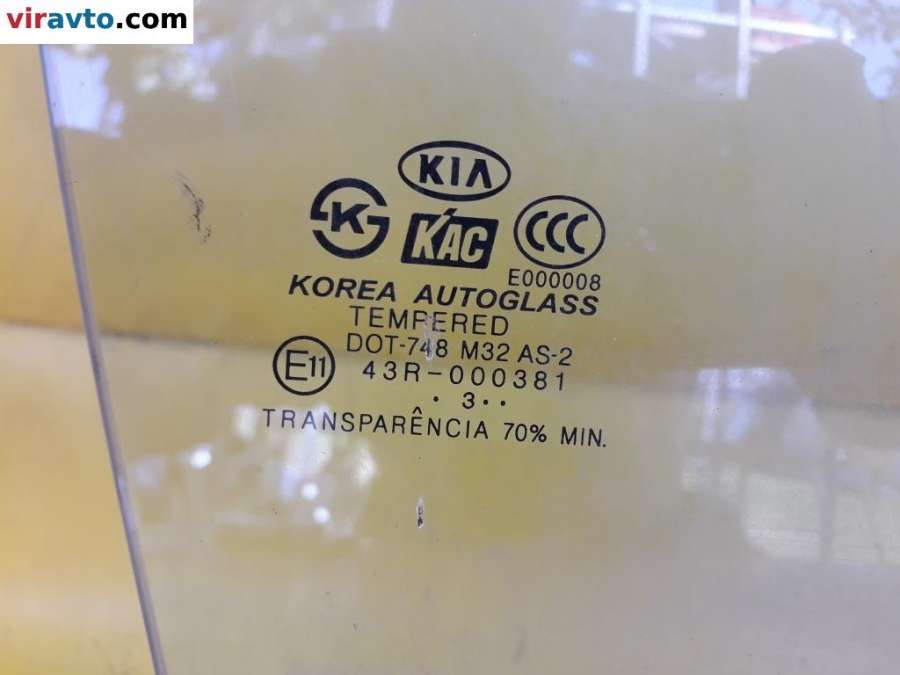 viravto.com
KIA
K
KAC
CCC
E000008
KOREA AUTOGLASS
TEMPERED
DOT-748 M32 AS-2
E11
43R-000381
· 3 · ·
TRANSPARÊNCIA 70% MIN.